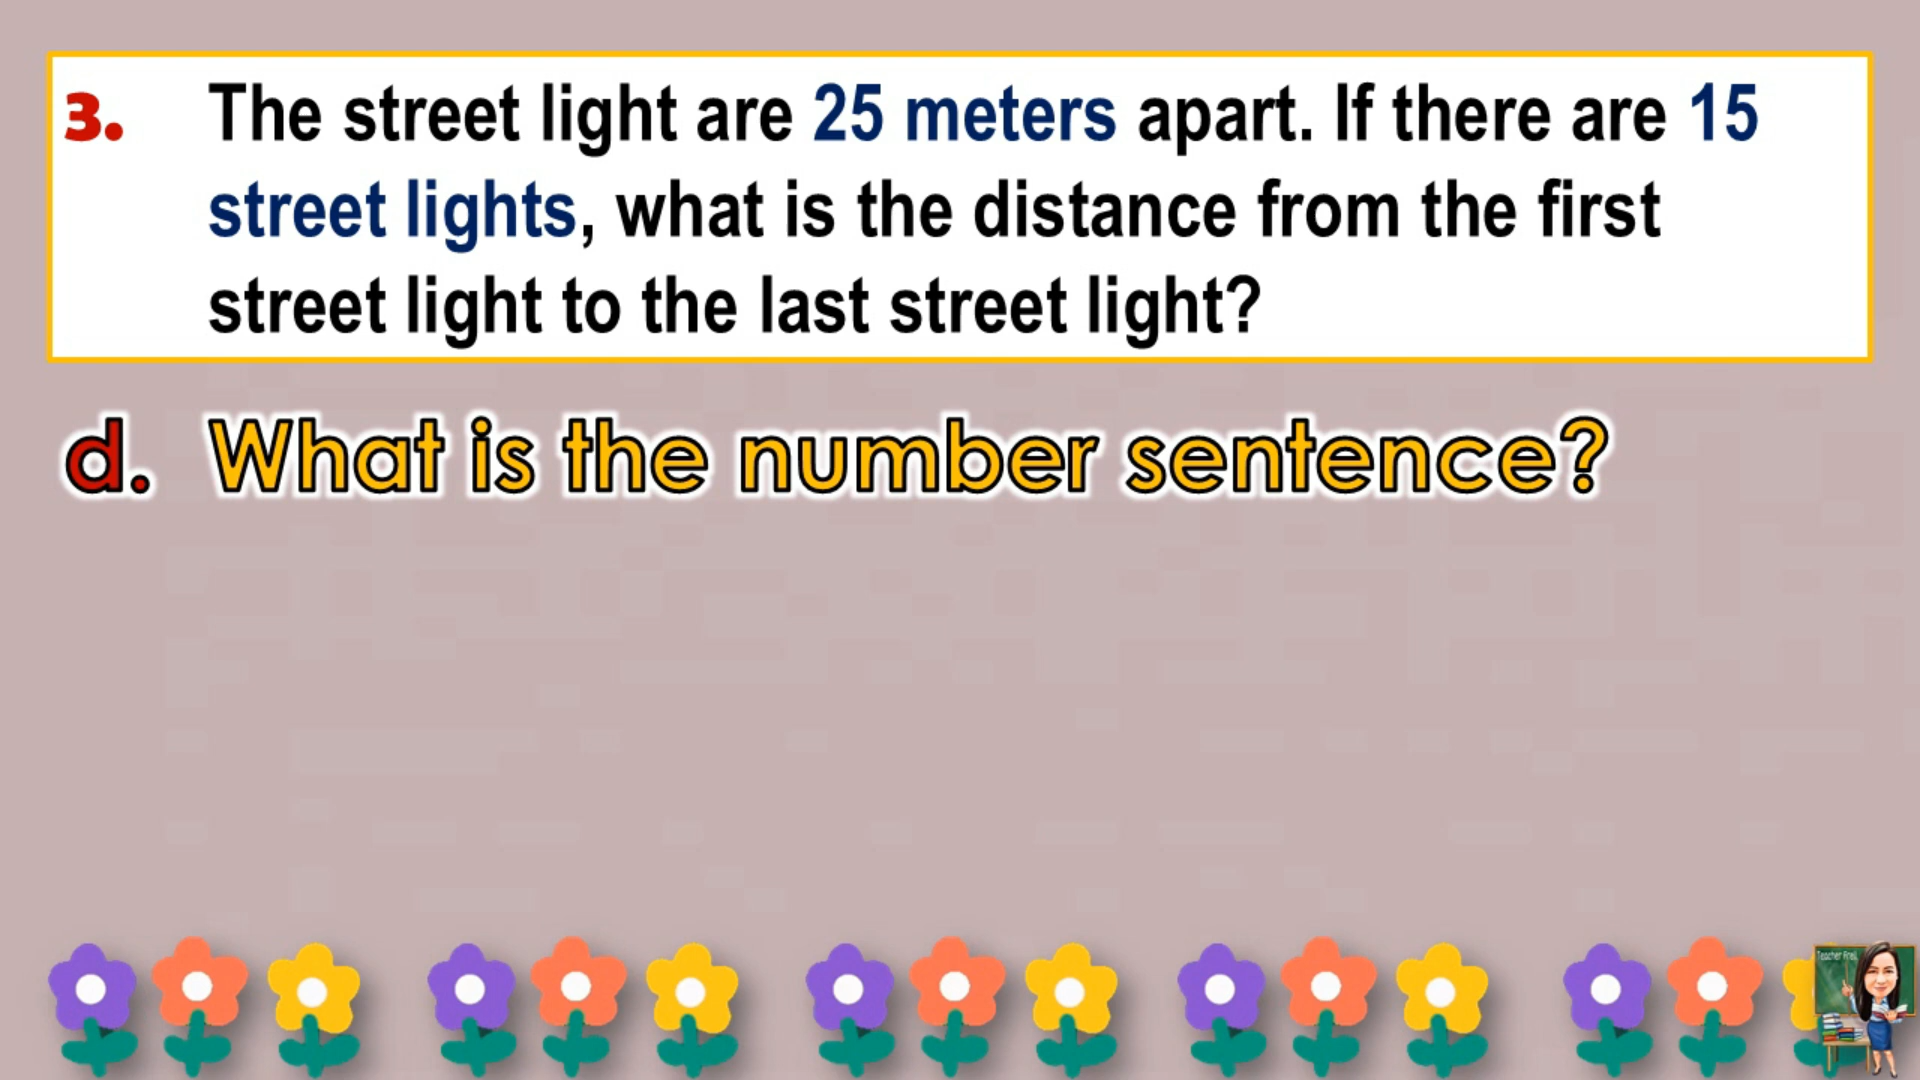 3. The street light are 25 meters apart. If there are 15
street lights, what is the distance from the first
street light to the last street light?
d. What is the number sentence?